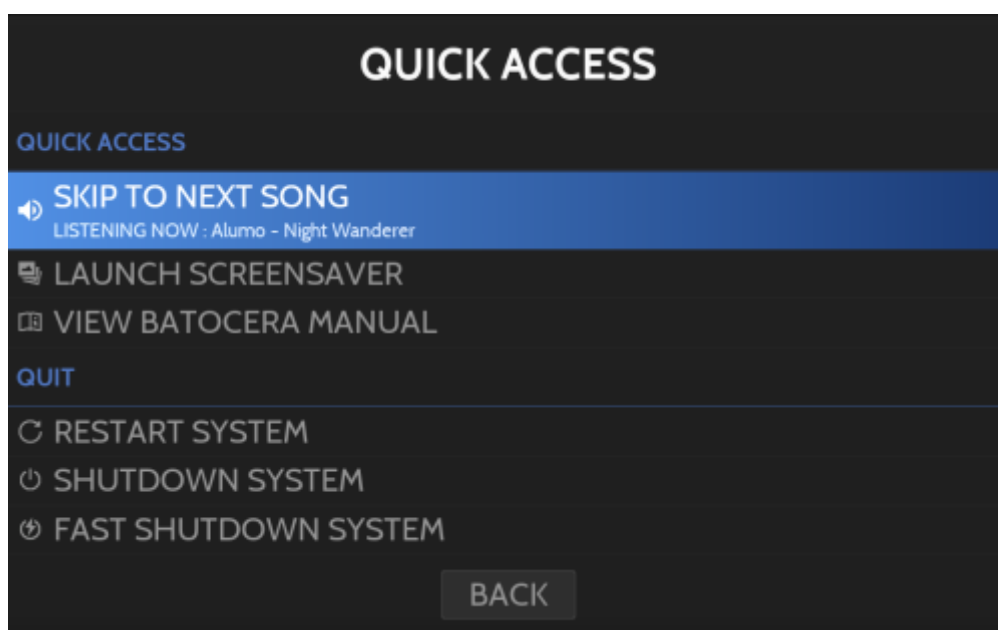 QUICK ACCESS
QUICK ACCESS
SKIP TO NEXT SONG
LISTENING NOW : Alumo - Night Wanderer
LAUNCH SCREENSAVER
VIEW BATOCERA MANUAL
QUIT
RESTART SYSTEM
SHUTDOWN SYSTEM
FAST SHUTDOWN SYSTEM
BACK